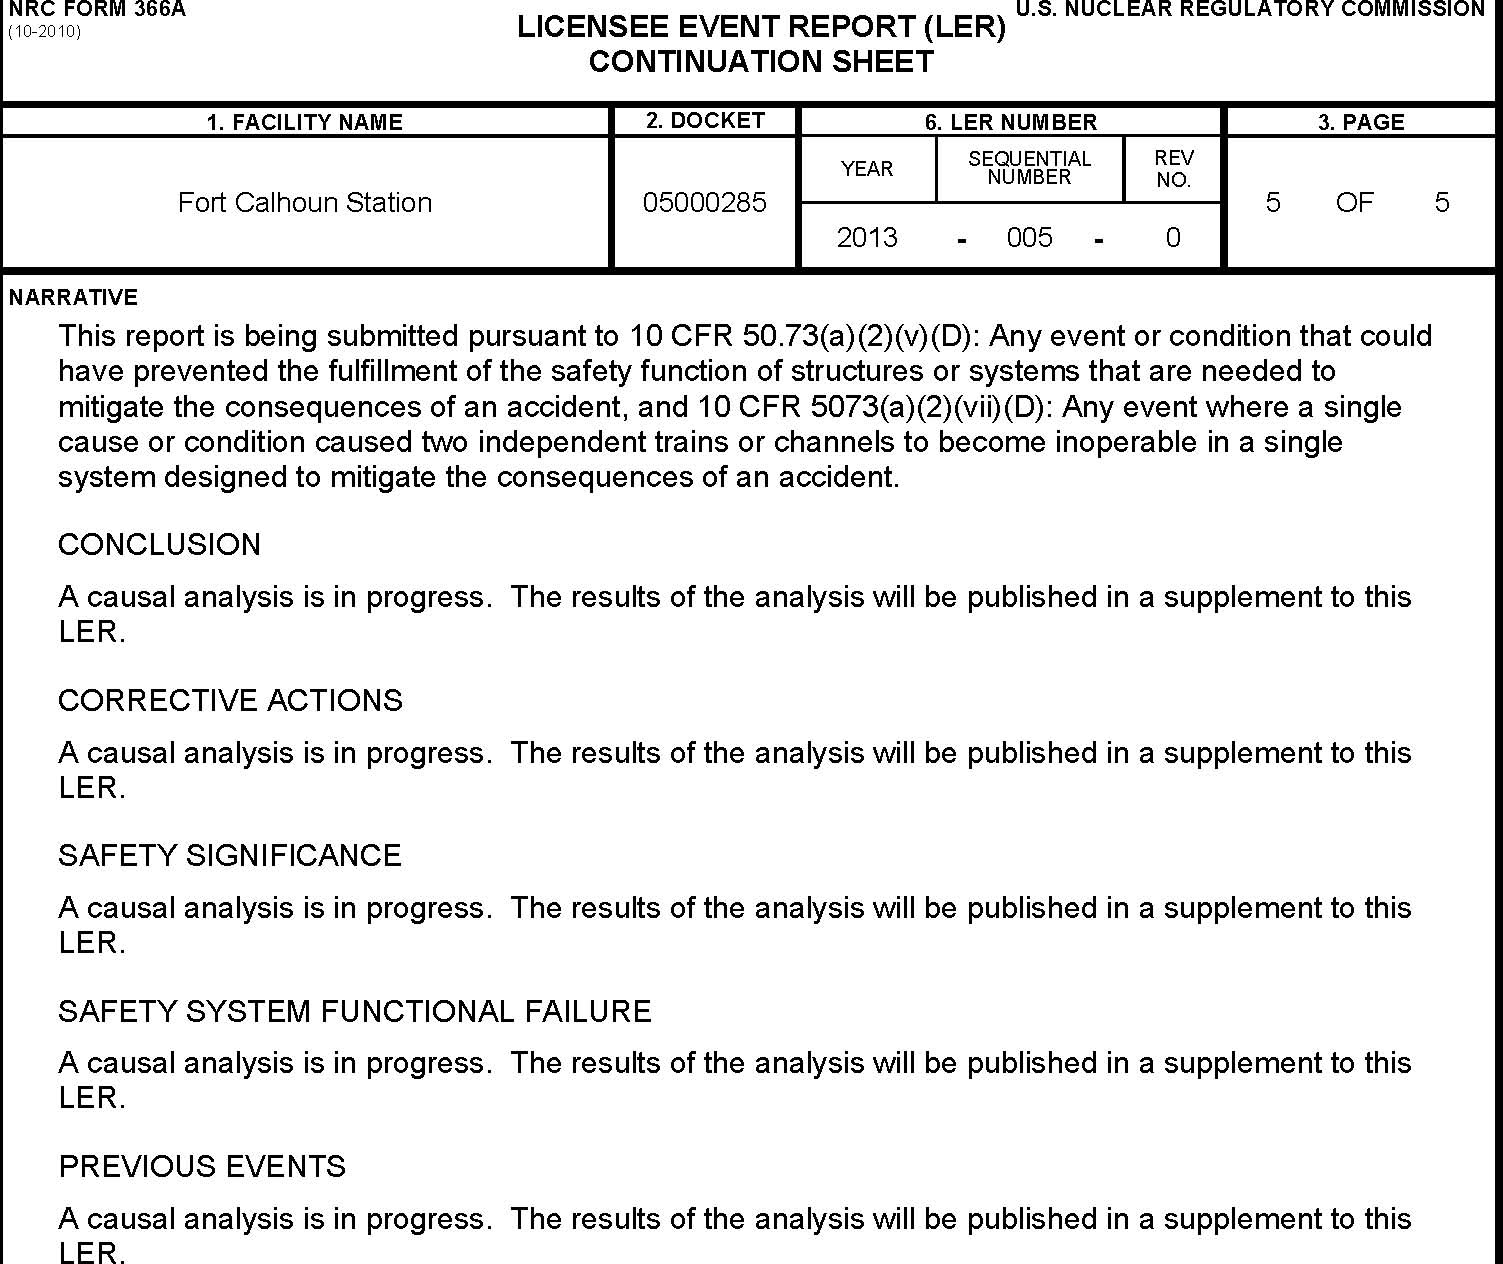 NRC FORM 366A
(10-2010)
U.S. NUCLEAR REGULATORY COMMISSION
LICENSEE EVENT REPORT (LER)
CONTINUATION SHEET
1. FACILITY NAME
2. DOCKET
6. LER NUMBER
3. PAGE
Fort Calhoun Station
05000285
YEAR
SEQUENTIAL
NUMBER
REV
NO.
2013 - 005 - 0
5 OF 5
NARRATIVE
This report is being submitted pursuant to 10 CFR 50.73(a)(2)(v)(D): Any event or condition that could
have prevented the fulfillment of the safety function of structures or systems that are needed to
mitigate the consequences of an accident, and 10 CFR 5073(a)(2)(vii)(D): Any event where a single
cause or condition caused two independent trains or channels to become inoperable in a single
system designed to mitigate the consequences of an accident.
CONCLUSION
A causal analysis is in progress.  The results of the analysis will be published in a supplement to this
LER.
CORRECTIVE ACTIONS
A causal analysis is in progress.  The results of the analysis will be published in a supplement to this
LER.
SAFETY SIGNIFICANCE
A causal analysis is in progress.  The results of the analysis will be published in a supplement to this
LER.
SAFETY SYSTEM FUNCTIONAL FAILURE
A causal analysis is in progress.  The results of the analysis will be published in a supplement to this
LER.
PREVIOUS EVENTS
A causal analysis is in progress.  The results of the analysis will be published in a supplement to this
LER.